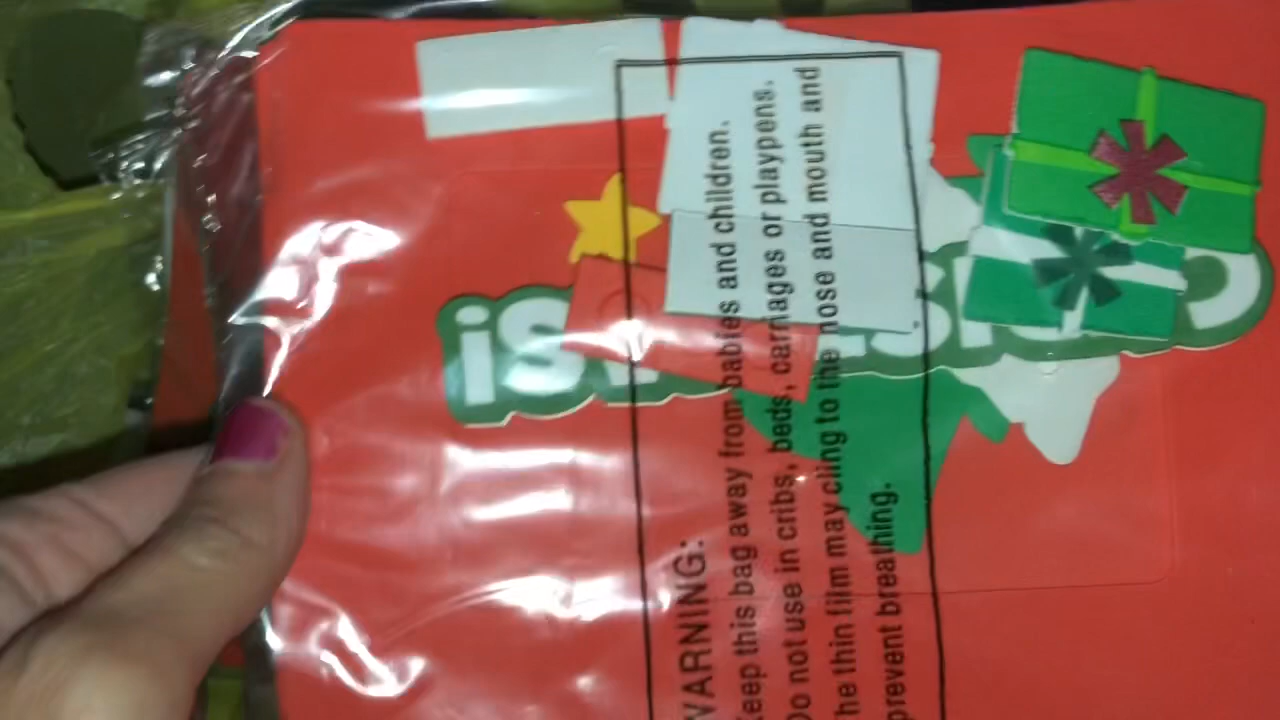 WARNING:
Keep this bag away from babies and children.
Do not use in cribs, beds, carriages or playpens.
The thin film may cling to the nose and mouth and
prevent breathing.